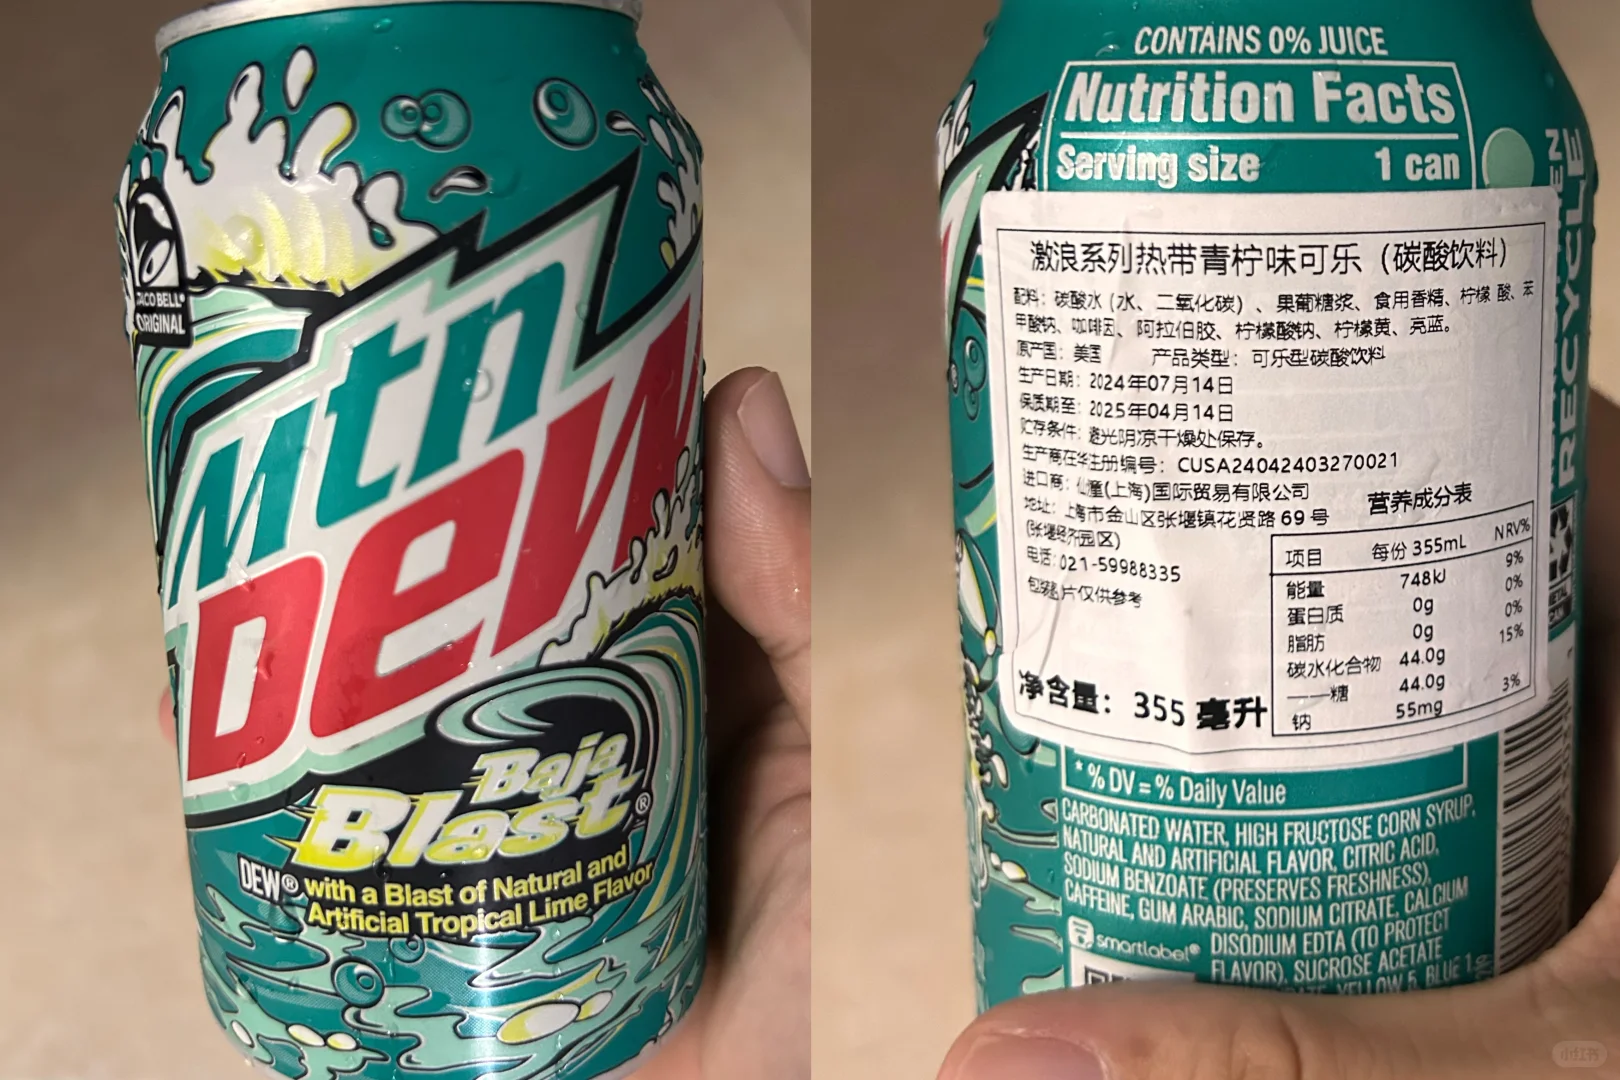 TACO BELL®
ORIGINAL
Mtn
Dew
Baja
Blast®
DEW® with a Blast of Natural and
Artificial Tropical Lime Flavor
CONTAINS 0% JUICE
Nutrition Facts
Serving size 1 can
激浪系列热带青柠味可乐（碳酸饮料）
配料：碳酸水（水、二氧化碳）、果葡糖浆、食用香精、柠檬 酸、苯
甲酸钠、咖啡因、阿拉伯胶、柠檬酸钠、柠檬黄、亮蓝。
原产国：美国 产品类型：可乐型碳酸饮料
生产日期：2024年07月14日
保质期至：2025年04月14日
贮存条件：避光阴凉干燥处保存。
生产商在华注册编号：CUSA24042403270021
进口商：仙童(上海)国际贸易有限公司
地址：上海市金山区张堰镇花贤路 69 号
(张堰经济园区)
电话：021-59988335
包装图片仅供参考
净含量：355 毫升
营养成分表
项目 每份 355mL NRV%
能量 748kJ 9%
蛋白质 0g 0%
脂肪 0g 0%
碳水化合物 44.0g 15%
——糖 44.0g
钠 55mg 3%
* % DV = % Daily Value
CARBONATED WATER, HIGH FRUCTOSE CORN SYRUP,
NATURAL AND ARTIFICIAL FLAVOR, CITRIC ACID,
SODIUM BENZOATE (PRESERVES FRESHNESS),
CAFFEINE, GUM ARABIC, SODIUM CITRATE, CALCIUM
DISODIUM EDTA (TO PROTECT
FLAVOR), SUCROSE ACETATE
YELLOW 5, BLUE 1
smartlabel®
RECYCLE
小红书